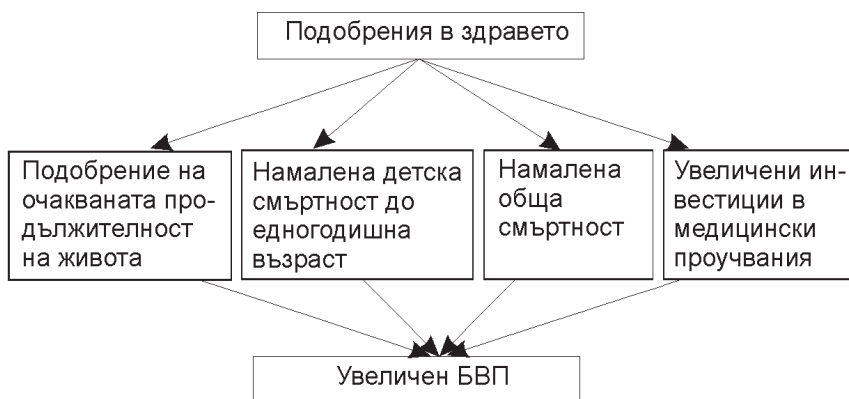 Подобрения в здравето
Подобрение на
очакваната про-
дължителност
на живота
Намалена детска
смъртност до
едногодишна
възраст
Намалена
обща
смъртност
Увеличени ин-
вестиции в
медицински
проучвания
Увеличен БВП